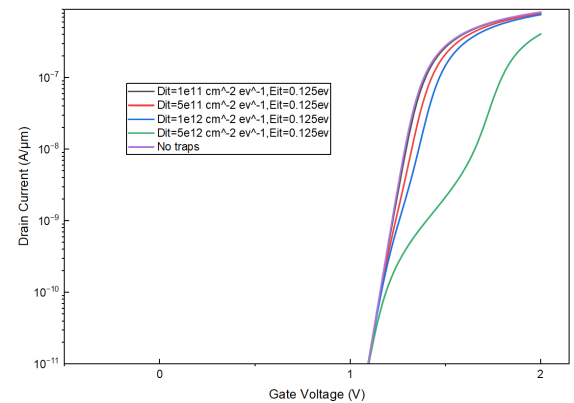 10^-7
10^-8
10^-9
10^-10
10^-11
Drain Current (A/μm)
Dit=1e11 cm^-2 ev^-1,Eit=0.125ev
Dit=5e11 cm^-2 ev^-1,Eit=0.125ev
Dit=1e12 cm^-2 ev^-1,Eit=0.125ev
Dit=5e12 cm^-2 ev^-1,Eit=0.125ev
No traps
0 1 2
Gate Voltage (V)